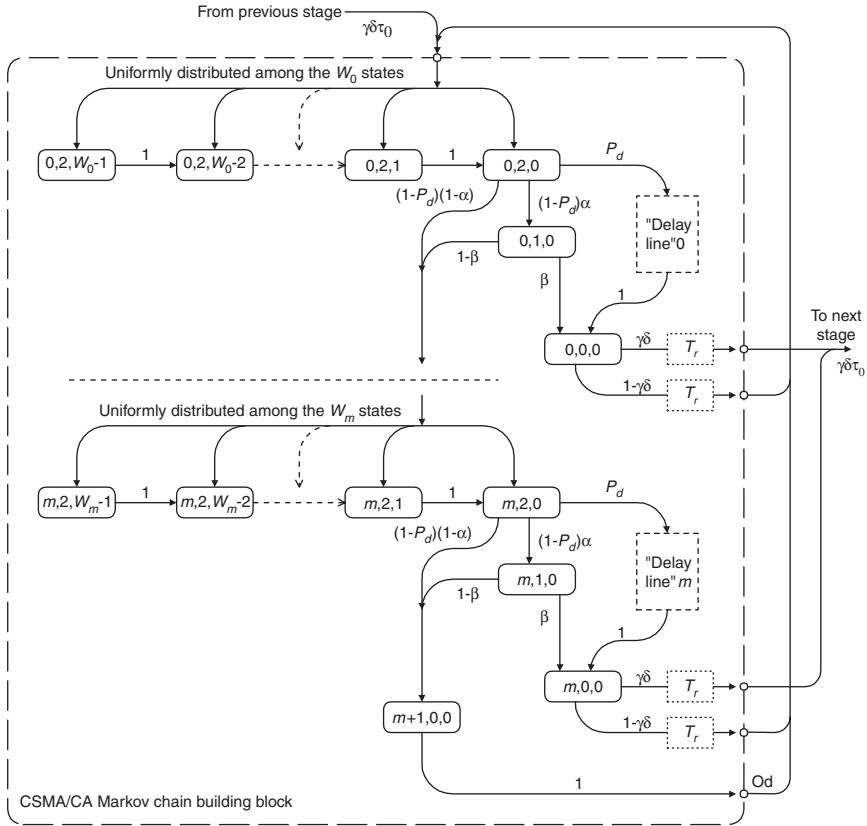 From previous stage
γδτ0
Uniformly distributed among the W0 states
0,2,W0-1
1
0,2,W0-2
0,2,1
1
0,2,0
Pd
(1-Pd)(1-α)
(1-Pd)α
"Delay
line"0
0,1,0
1-β
β
1
To next
stage
γδτ0
0,0,0
γδ
Tr
1-γδ
Tr
Uniformly distributed among the Wm states
m,2,Wm-1
1
m,2,Wm-2
m,2,1
1
m,2,0
Pd
(1-Pd)(1-α)
(1-Pd)α
"Delay
line" m
m,1,0
1-β
β
1
m,0,0
γδ
Tr
m+1,0,0
1-γδ
Tr
1
Od
CSMA/CA Markov chain building block